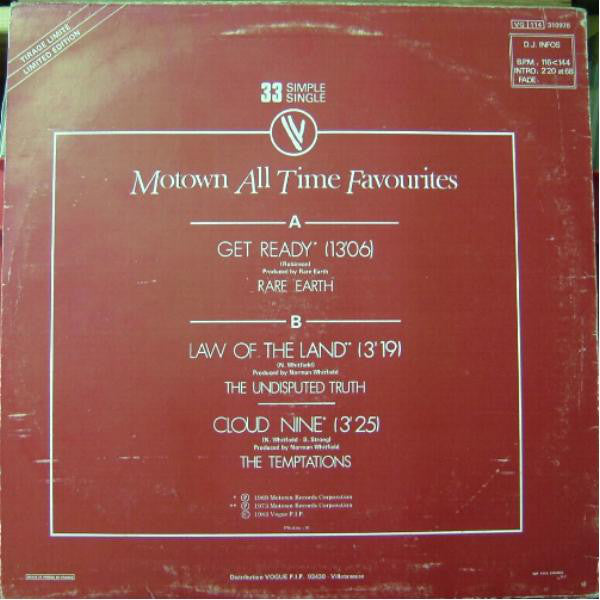 TIRAGE LIMITE
LIMITED EDITION
VG 114 310976
D.J. INFOS
B.P.M. 116<144
INTRO. 2'20 at 68
FADE
33 SIMPLE
SINGLE
Motown All Time Favourites
A
GET READY* (13'06)
(Robinson)
Produced by Rare Earth
RARE EARTH
B
LAW OF THE LAND** (3'19)
(N. Whitfield)
Produced by Norman Whitfield
THE UNDISPUTED TRUTH
CLOUD NINE* (3'25)
(N. Whitfield - B. Strong)
Produced by Norman Whitfield
THE TEMPTATIONS
* Ⓟ 1969 Motown Records Corporation
** Ⓟ 1973 Motown Records Corporation
© 1983 Vogue P.I.P.
Distribution VOGUE P.I.P. 93430 - Villetaneuse